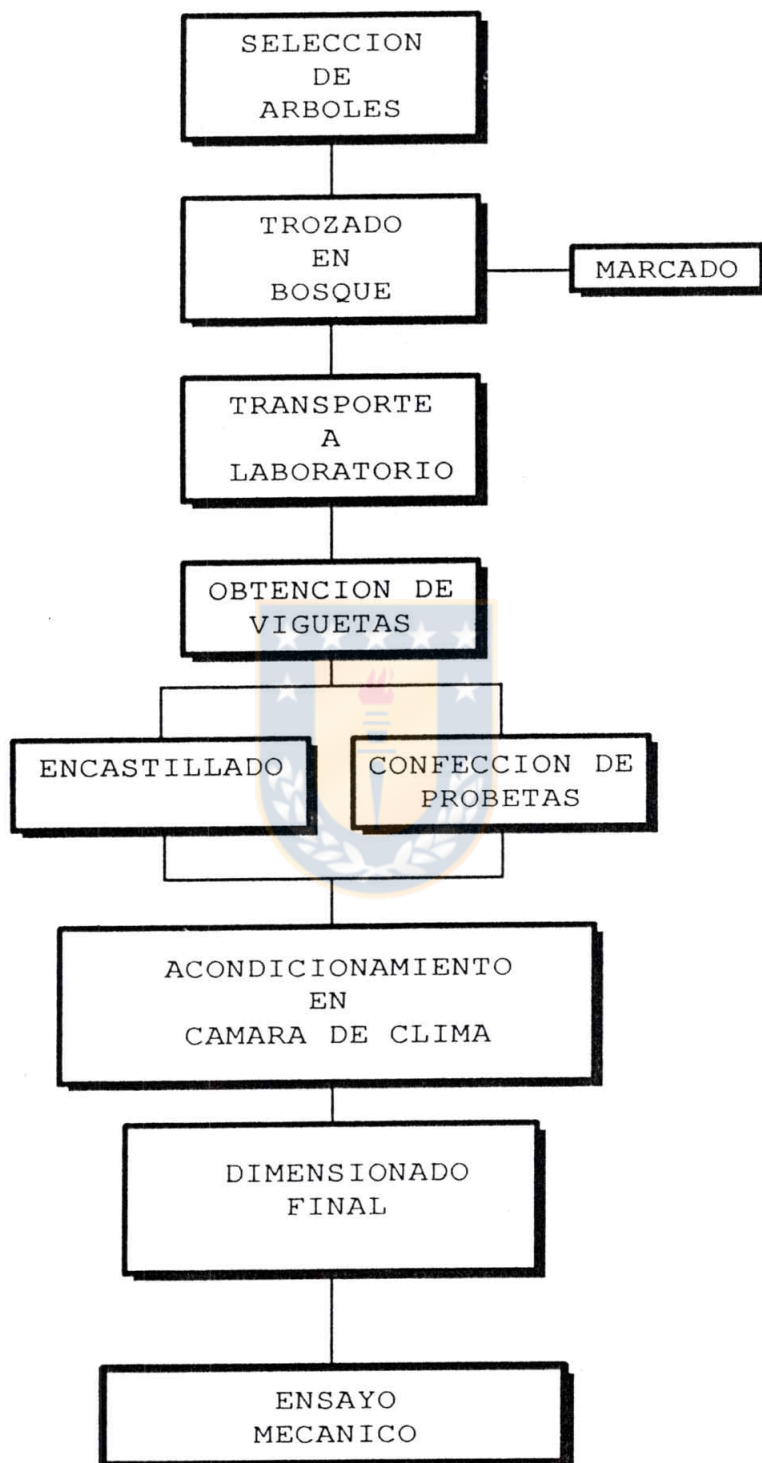 SELECCION
DE
ARBOLES
TROZADO
EN
BOSQUE
MARCADO
TRANSPORTE
A
LABORATORIO
OBTENCION DE
VIGUETAS
ENCASTILLADO
CONFECCION DE
PROBETAS
ACONDICIONAMIENTO
EN
CAMARA DE CLIMA
DIMENSIONADO
FINAL
ENSAYO
MECANICO